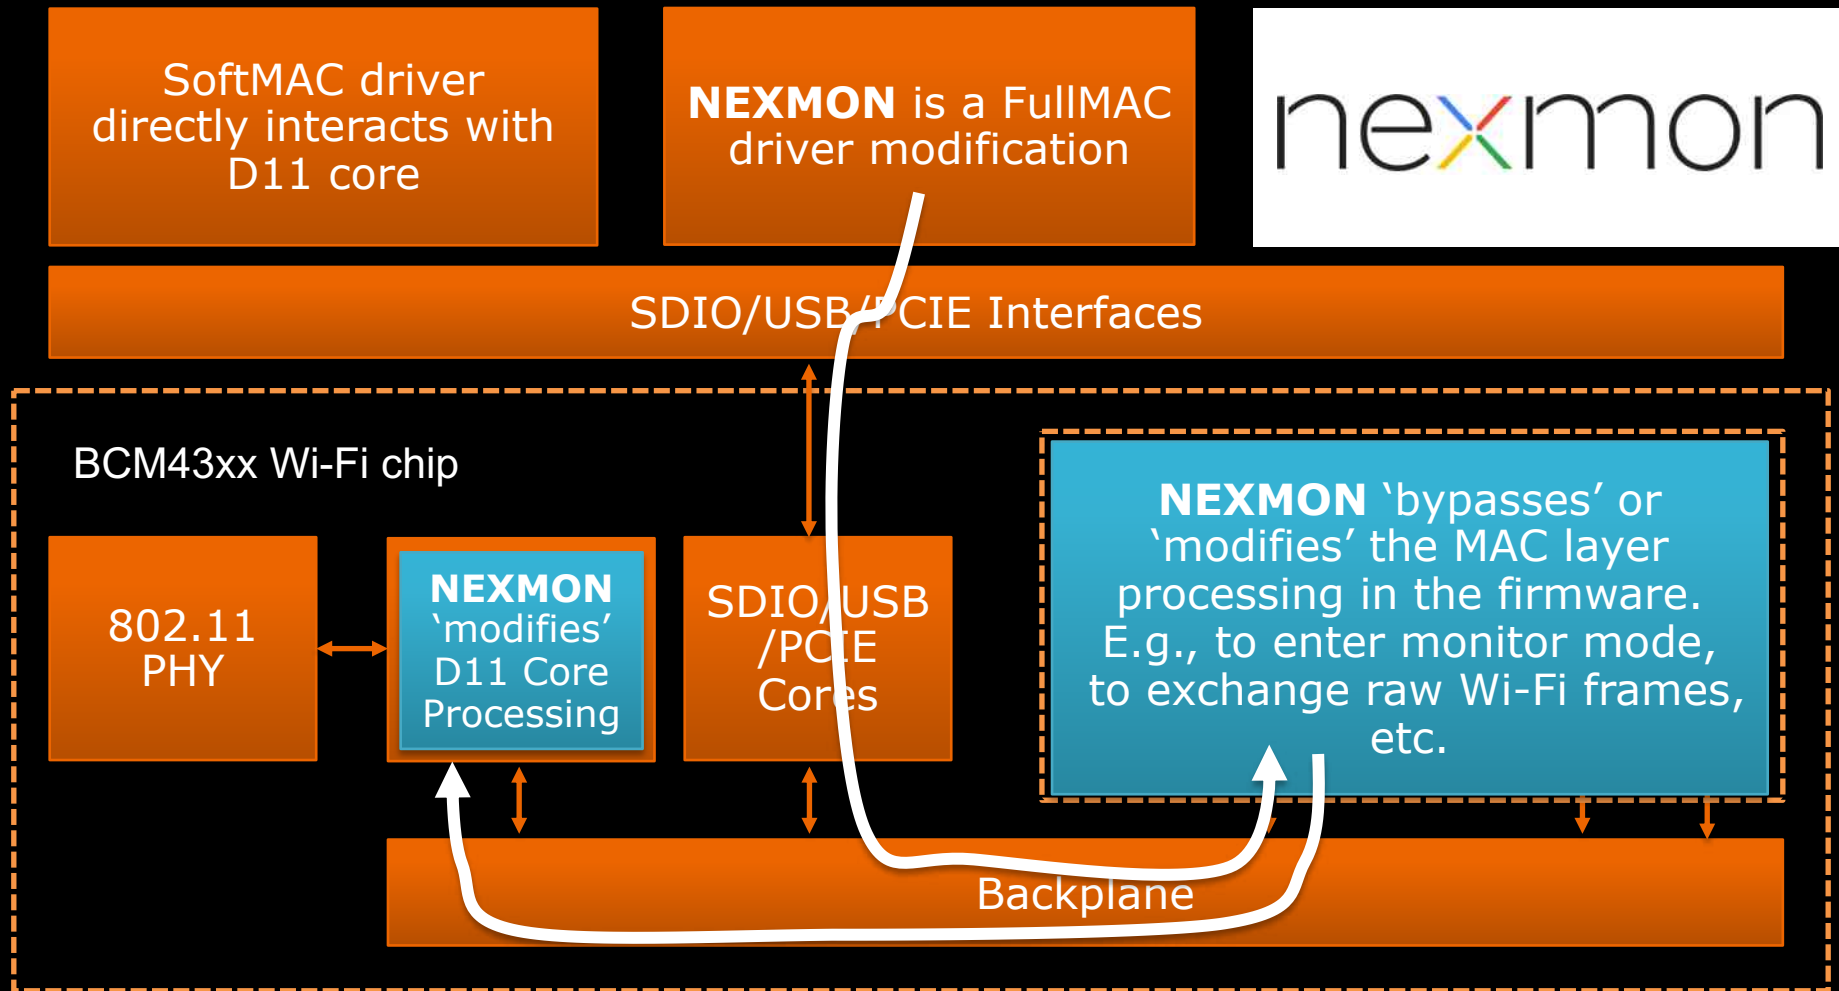 SoftMAC driver
directly interacts with
D11 core
NEXMON is a FullMAC
driver modification
nexmon
SDIO/USB/PCIE Interfaces
BCM43xx Wi-Fi chip
802.11
PHY
NEXMON
‘modifies’
D11 Core
Processing
SDIO/USB
/PCIE
Cores
NEXMON ‘bypasses’ or
‘modifies’ the MAC layer
processing in the firmware.
E.g., to enter monitor mode,
to exchange raw Wi-Fi frames,
etc.
Backplane